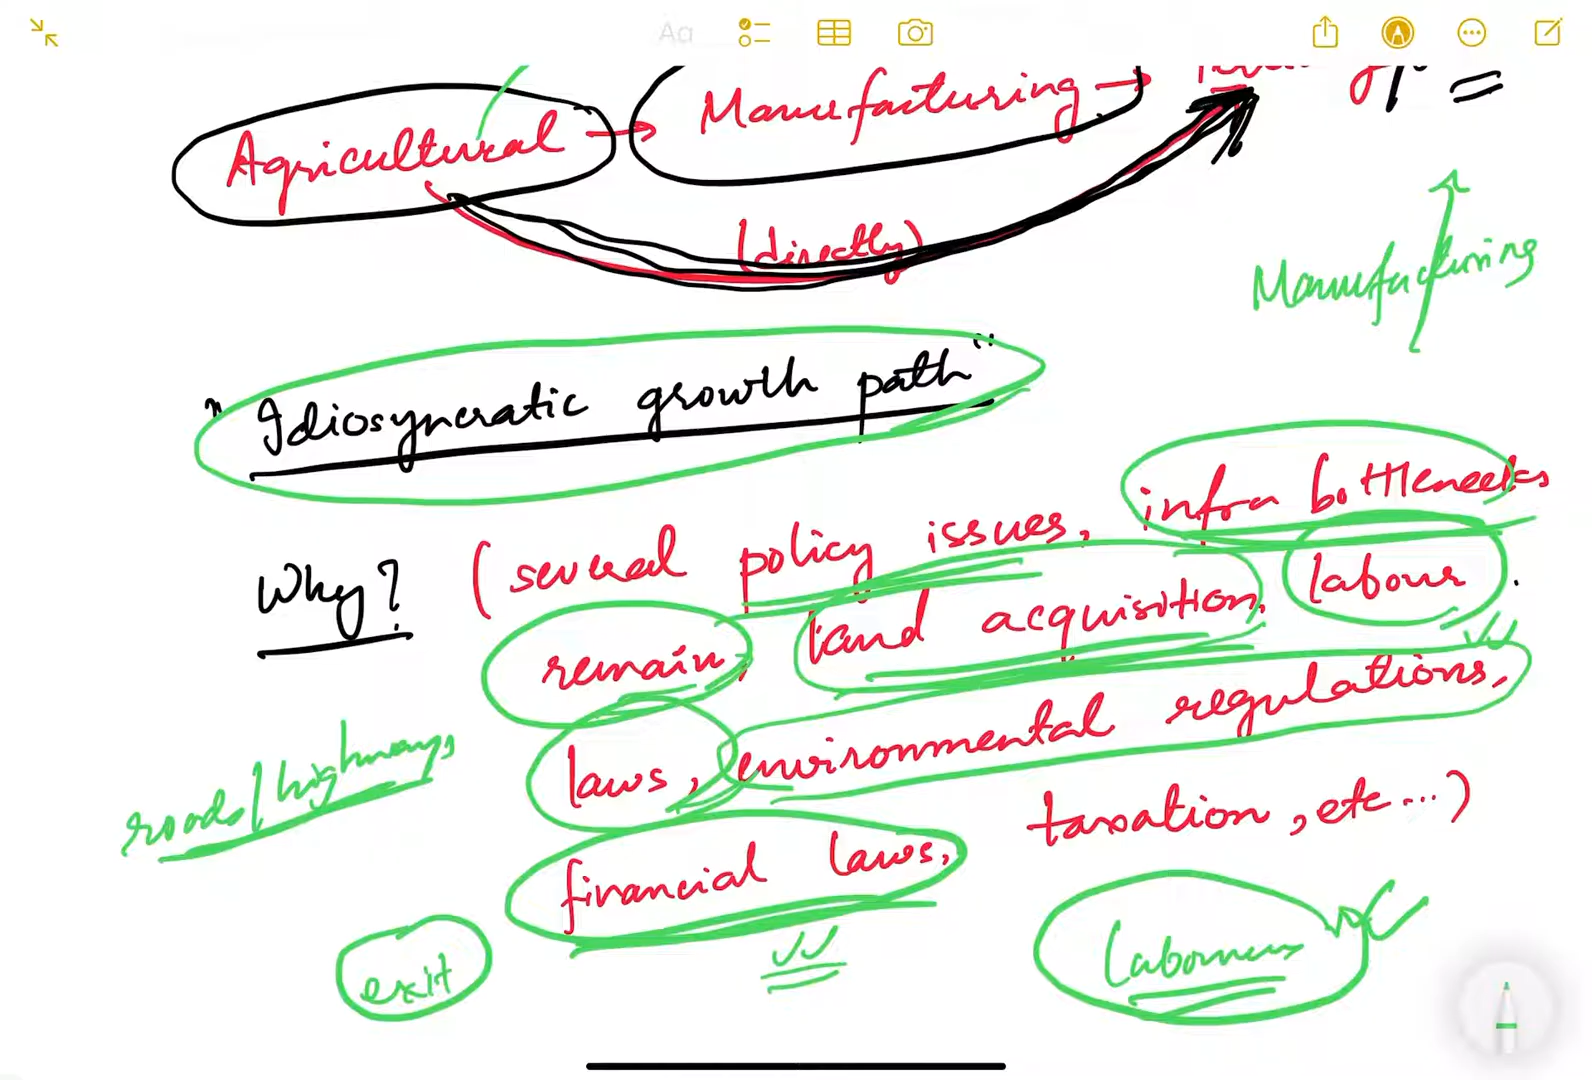 Aa
Agricultural → Manufacturing →
(directly)
Manufacturing
"Idiosyncratic growth path"
Why? (several policy issues, infra bottlenecks
remain, land acquisition, labour
laws, environmental regulations,
roads/highways
financial laws, taxation, etc...)
exit
Labourers